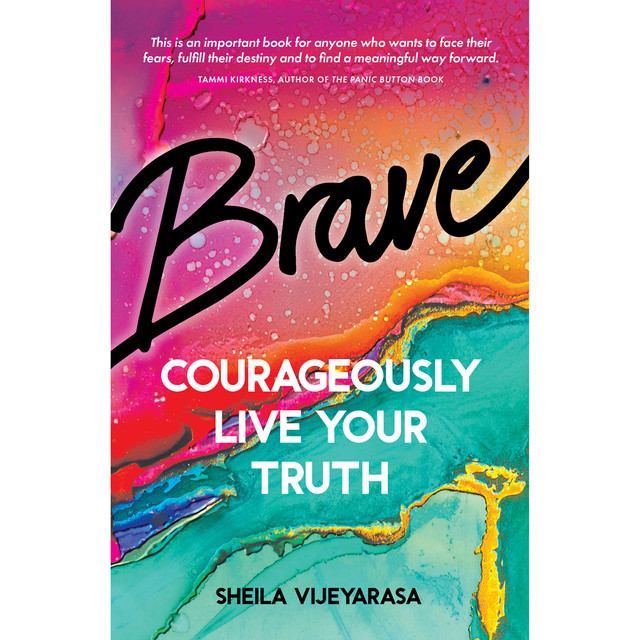 This is an important book for anyone who wants to face their
fears, fulfill their destiny and to find a meaningful way forward.
TAMMI KIRKNESS, AUTHOR OF THE PANIC BUTTON BOOK
Brave
COURAGEOUSLY
LIVE YOUR
TRUTH
SHEILA VIJEYARASA